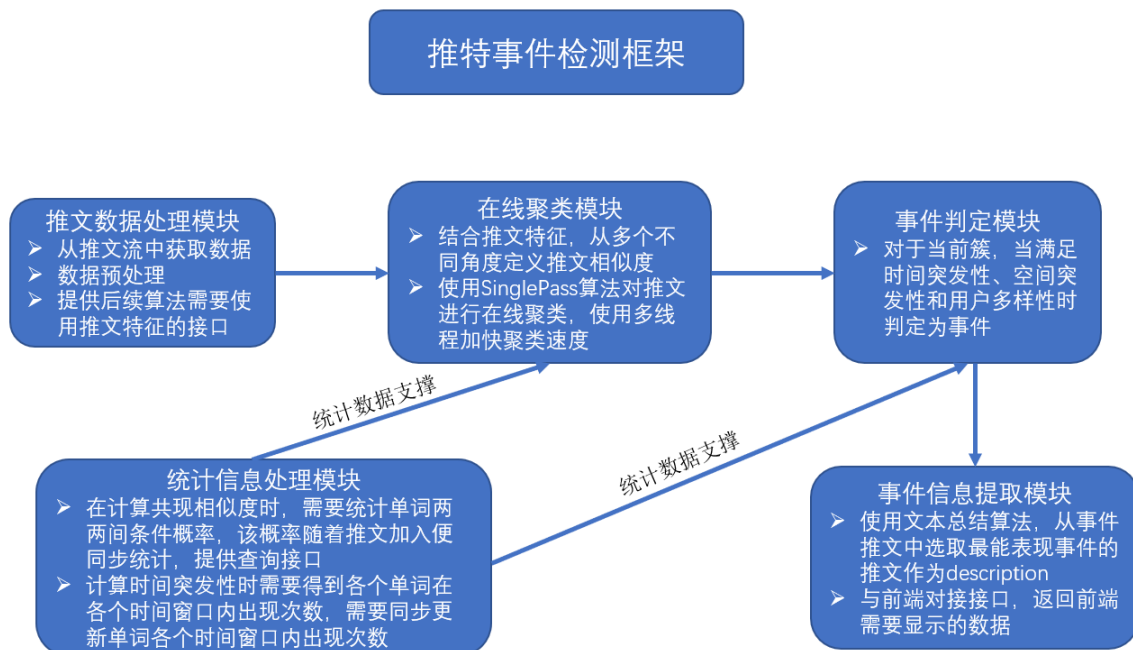 推特事件检测框架
推文数据处理模块
➢ 从推文流中获取数据
➢ 数据预处理
➢ 提供后续算法需要使
用推文特征的接口
在线聚类模块
➢ 结合推文特征，从多个不
同角度定义推文相似度
➢ 使用SinglePass算法对推文
进行在线聚类，使用多线
程加快聚类速度
事件判定模块
➢ 对于当前簇，当满足
时间突发性、空间突
发性和用户多样性时
判定为事件
统计数据支撑
统计数据支撑
统计信息处理模块
➢ 在计算共现相似度时，需要统计单词两
两间条件概率，该概率随着推文加入便
同步统计，提供查询接口
➢ 计算时间突发性时需要得到各个单词在
各个时间窗口内出现次数，需要同步更
新单词各个时间窗口内出现次数
事件信息提取模块
➢ 使用文本总结算法，从事件
推文中选取最能表现事件的
推文作为description
➢ 与前端对接接口，返回前端
需要显示的数据